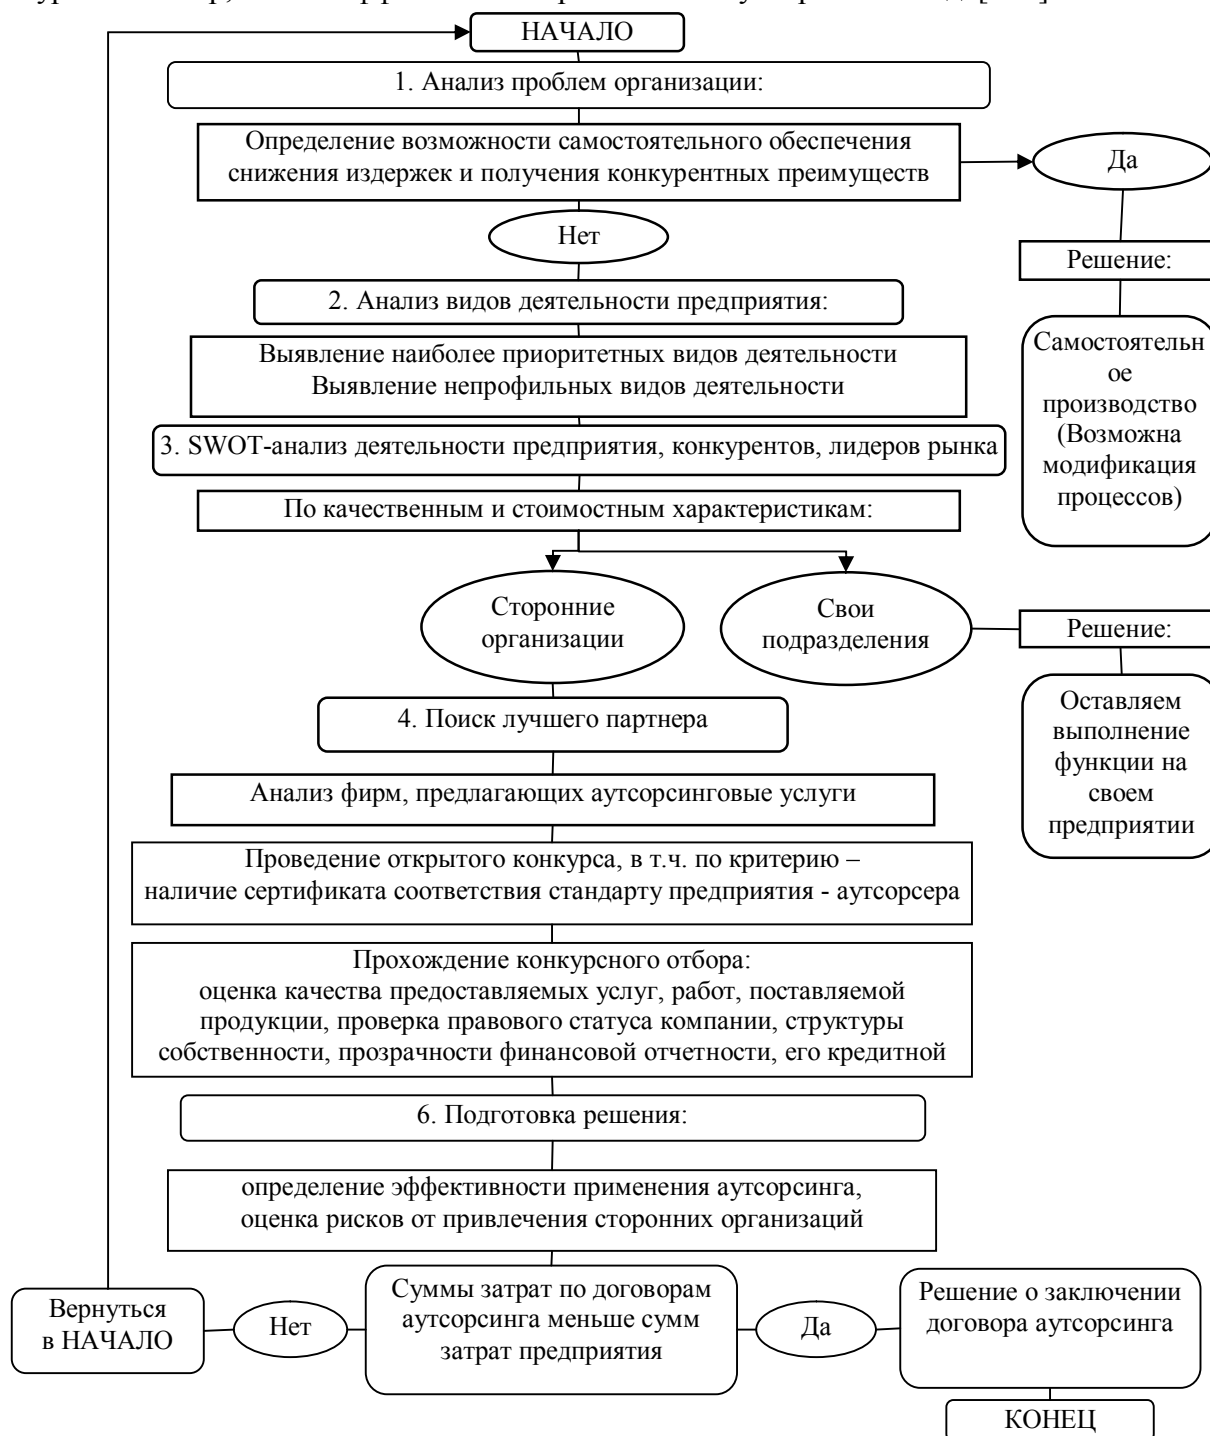 НАЧАЛО
1. Анализ проблем организации:
Определение возможности самостоятельного обеспечения
снижения издержек и получения конкурентных преимуществ
Да
Нет
Решение:
2. Анализ видов деятельности предприятия:
Самостоятельн
ое
производство
(Возможна
модификация
процессов)
Выявление наиболее приоритетных видов деятельности
Выявление непрофильных видов деятельности
3. SWOT-анализ деятельности предприятия, конкурентов, лидеров рынка
По качественным и стоимостным характеристикам:
Сторонние
организации
Свои
подразделения
Решение:
Оставляем
выполнение
функции на
своем
предприятии
4. Поиск лучшего партнера
Анализ фирм, предлагающих аутсорсинговые услуги
Проведение открытого конкурса, в т.ч. по критерию –
наличие сертификата соответствия стандарту предприятия - аутсорсера
Прохождение конкурсного отбора:
оценка качества предоставляемых услуг, работ, поставляемой
продукции, проверка правового статуса компании, структуры
собственности, прозрачности финансовой отчетности, его кредитной
6. Подготовка решения:
определение эффективности применения аутсорсинга,
оценка рисков от привлечения сторонних организаций
Вернуться
в НАЧАЛО
Нет
Суммы затрат по договорам
аутсорсинга меньше сумм
затрат предприятия
Да
Решение о заключении
договора аутсорсинга
КОНЕЦ